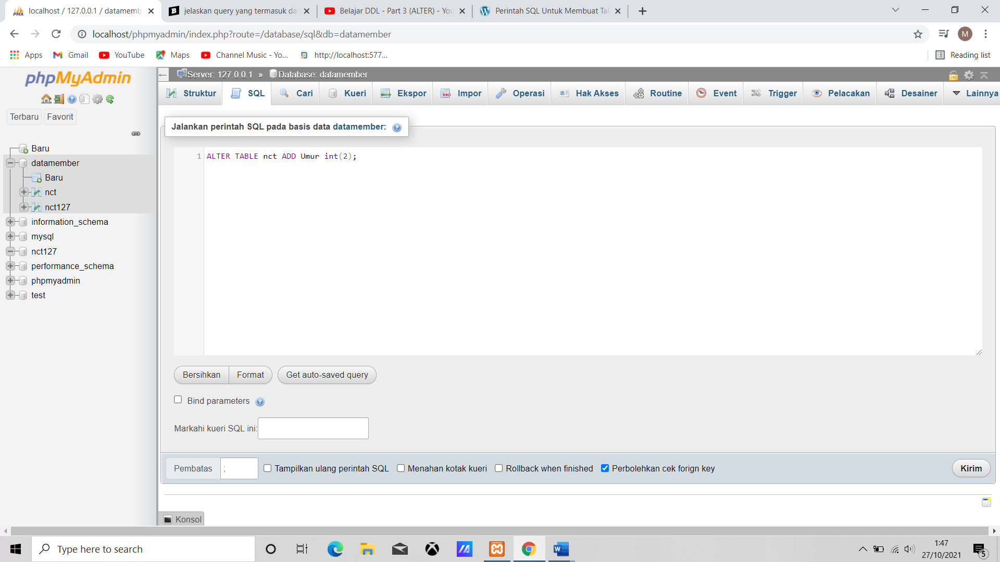 localhost / 127.0.0.1 / datamemb
jelaskan query yang termasuk da
Belajar DDL - Part 3 (ALTER) - You
Perintah SQL Untuk Membuat Ta
localhost/phpmyadmin/index.php?route=/database/sql&db=datamember
M
Apps
Gmail
YouTube
Maps
Channel Music - Yo...
http://localhost:577...
Reading list
phpMyAdmin
Terbaru
Favorit
Baru
datamember
Baru
nct
nct127
information_schema
mysql
nct127
performance_schema
phpmyadmin
test
Server: 127.0.0.1 » Database: datamember
Struktur
SQL
Cari
Kueri
Ekspor
Impor
Operasi
Hak Akses
Routine
Event
Trigger
Pelacakan
Desainer
Lainnya
Jalankan perintah SQL pada basis data datamember:
1 ALTER TABLE nct ADD Umur int(2);
Bersihkan
Format
Get auto-saved query
Bind parameters
Markahi kueri SQL ini:
Pembatas
;
Tampilkan ulang perintah SQL
Menahan kotak kueri
Rollback when finished
Perbolehkan cek forign key
Kirim
Konsol
Type here to search
1:47
27/10/2021
5